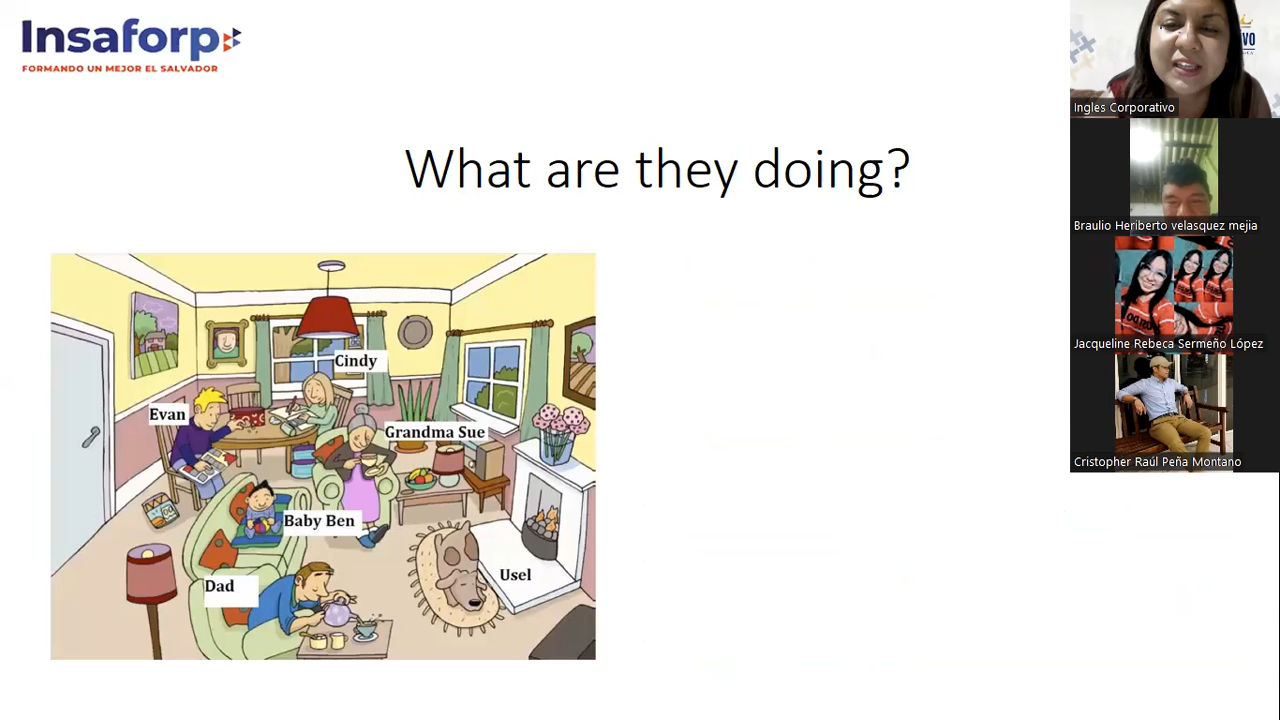 Insaforp
FORMANDO UN MEJOR EL SALVADOR
What are they doing?
Cindy
Evan
Grandma Sue
Baby Ben
Usel
Dad
Ingles Corporativo
Braulio Heriberto velasquez mejia
Jacqueline Rebeca Sermeño López
Cristopher Raúl Peña Montano